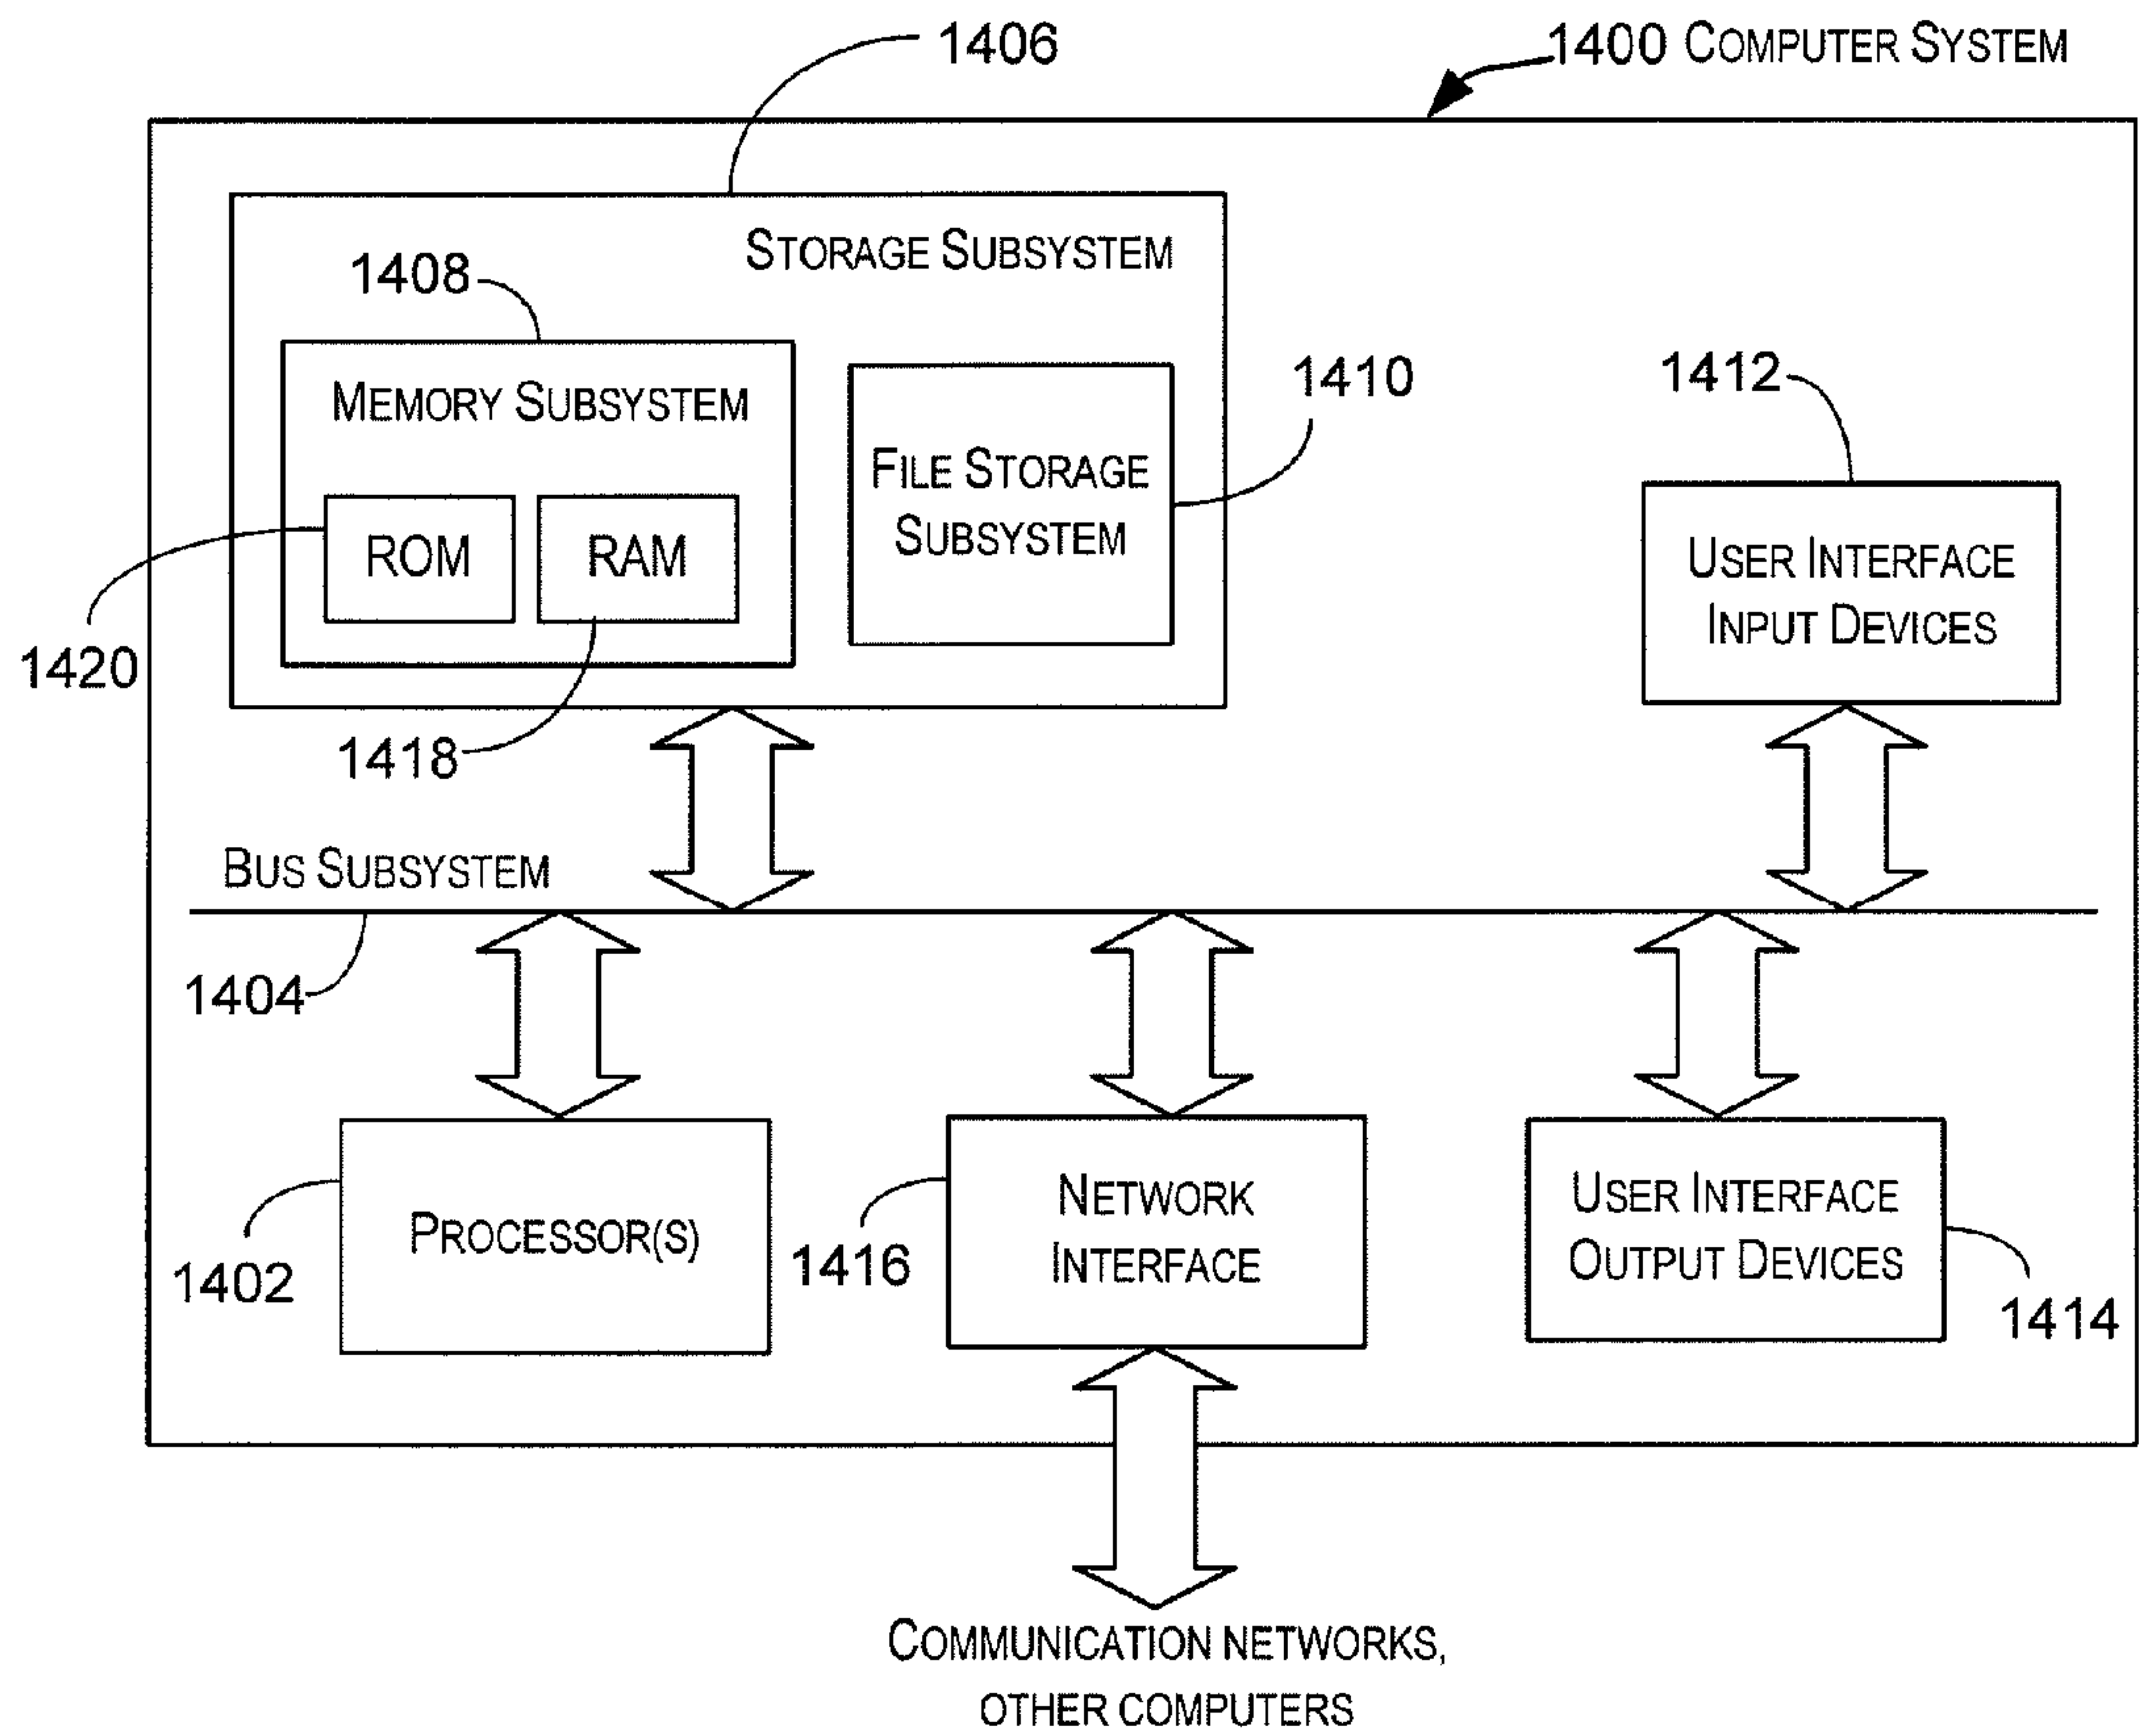 1406
1400 COMPUTER SYSTEM
STORAGE SUBSYSTEM
1408
MEMORY SUBSYSTEM
1410
1412
FILE STORAGE
SUBSYSTEM
ROM
RAM
USER INTERFACE
INPUT DEVICES
1420
1418
BUS SUBSYSTEM
1404
PROCESSOR(S)
1402
NETWORK
INTERFACE
1416
USER INTERFACE
OUTPUT DEVICES
1414
COMMUNICATION NETWORKS,
OTHER COMPUTERS